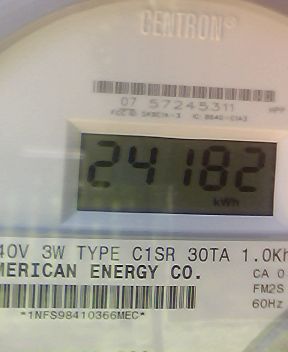 CENTRON®
07 57245311
24182
kWh
40V 3W TYPE C1SR 30TA 1.0Kh
MERICAN ENERGY CO.
CA 0
FM2S
60Hz
*1NFS98410366MEC*